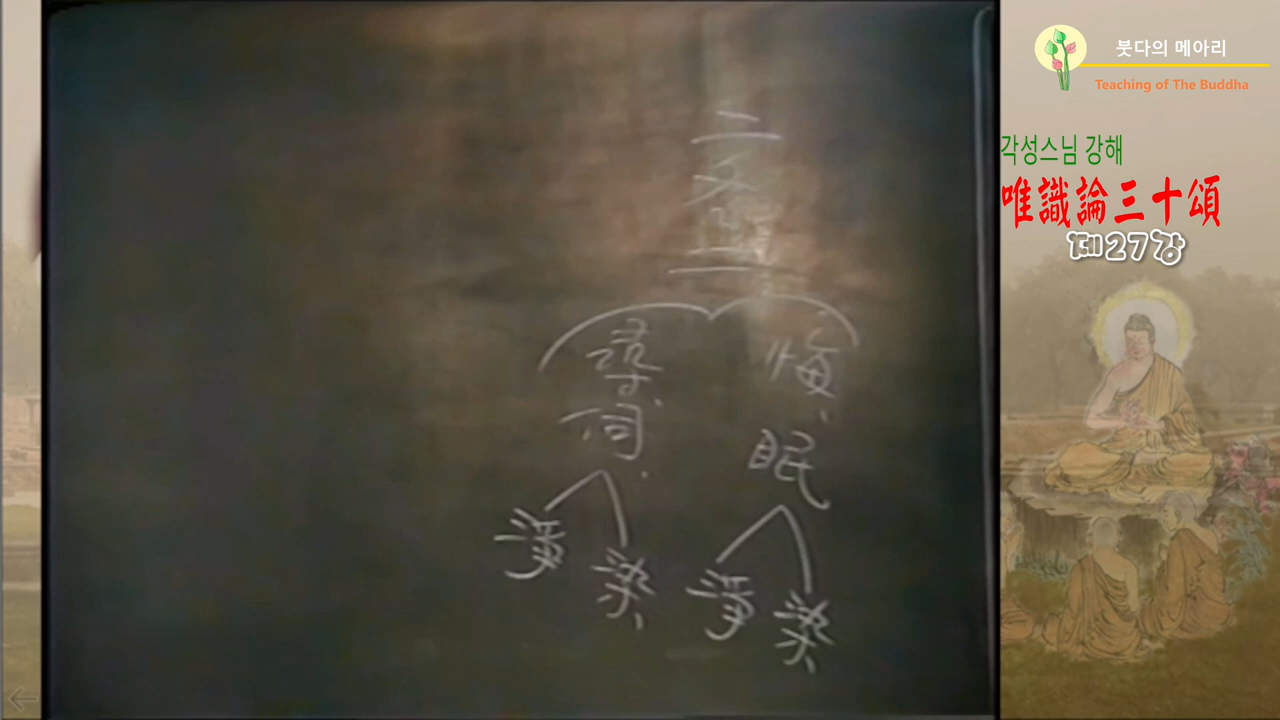 二各二
悔、
眠
染、
淨
尋、
伺、
染、
淨
붓다의 메아리
Teaching of The Buddha
각성스님 강해
唯識論三十頌
제27강